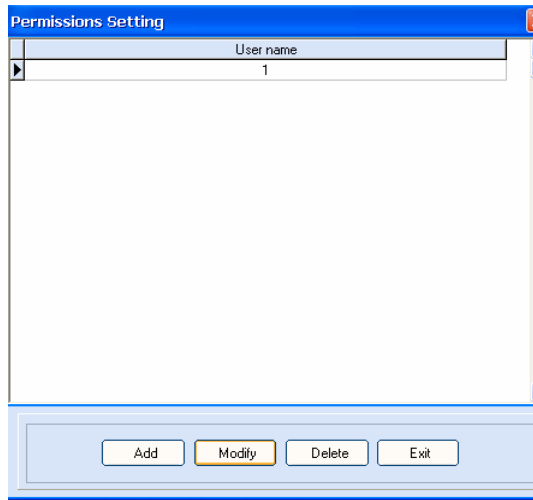 Permissions Setting
User name
1
Add Modify Delete Exit